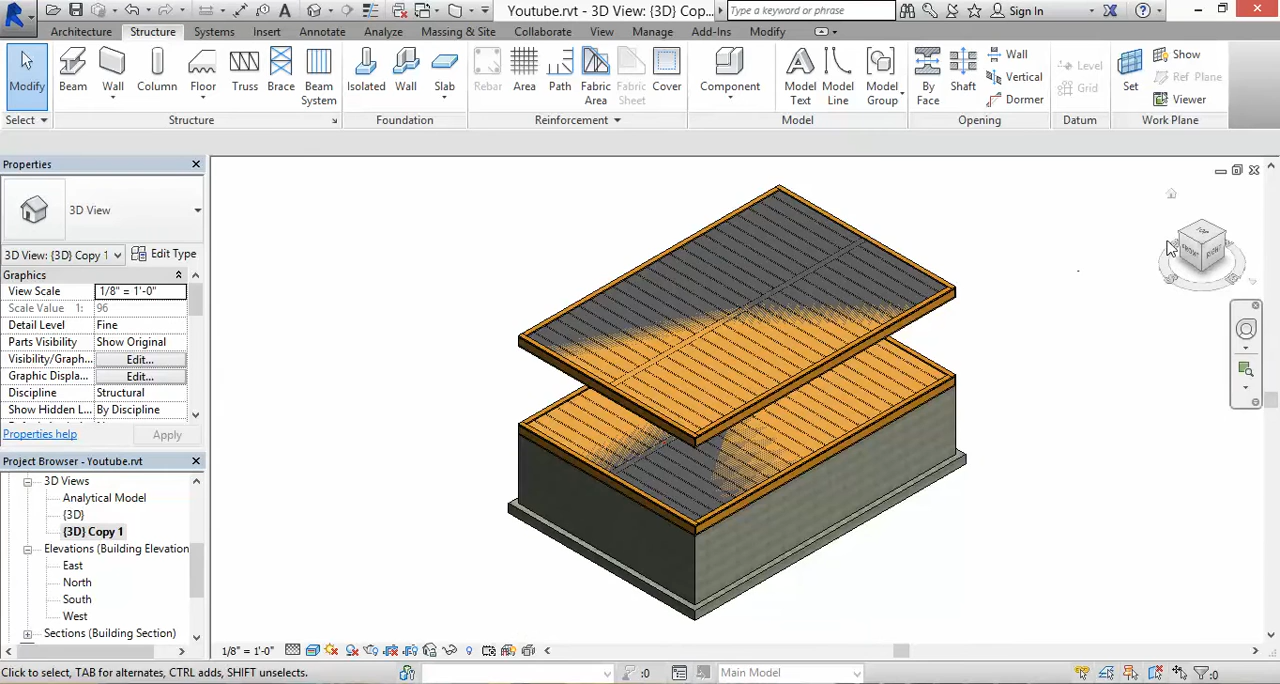 Youtube.rvt - 3D View: {3D} Cop...
Type a keyword or phrase
Sign In
Architecture Structure Systems Insert Annotate Analyze Massing & Site Collaborate View Manage Add-Ins Modify
Modify
Beam
Wall
Column
Floor
Truss
Brace
Beam
System
Isolated
Wall
Slab
Rebar
Area
Path
Fabric
Area
Fabric
Sheet
Cover
Component
Model
Text
Model
Line
Model
Group
By
Face
Shaft
Wall
Vertical
Dormer
Level
Grid
Set
Show
Ref Plane
Viewer
Select
Structure
Foundation
Reinforcement
Model
Opening
Datum
Work Plane
Properties
3D View
3D View: {3D} Copy 1
Edit Type
Graphics
View Scale 1/8" = 1'-0"
Scale Value 1: 96
Detail Level Fine
Parts Visibility Show Original
Visibility/Graph... Edit...
Graphic Displa... Edit...
Discipline Structural
Show Hidden L... By Discipline
Properties help
Apply
Project Browser - Youtube.rvt
3D Views
Analytical Model
{3D}
{3D} Copy 1
Elevations (Building Elevation
East
North
South
West
Sections (Building Section)
TOP
FRONT
RIGHT
1/8" = 1'-0"
Click to select, TAB for alternates, CTRL adds, SHIFT unselects.
:0
Main Model
:0